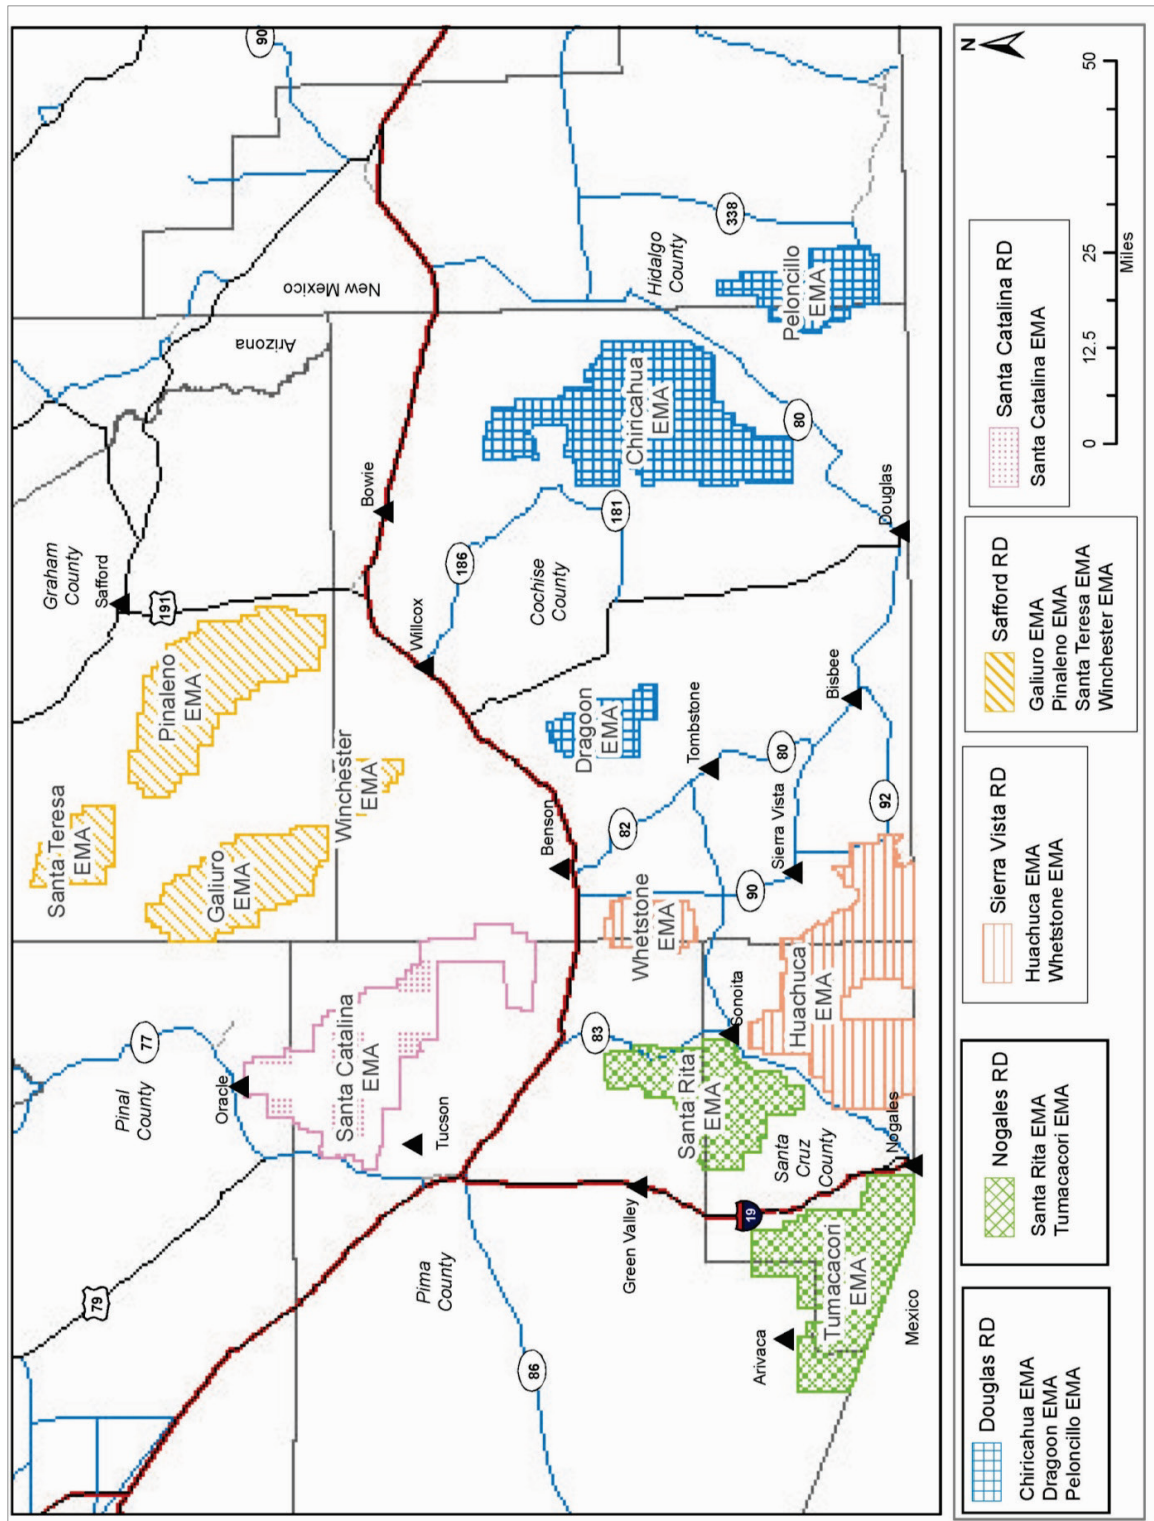 79
Pinal
County
77
Oracle
Santa Teresa
EMA
Galiuro
EMA
Pinaleno
EMA
Graham
County
Safford
191
Arizona
New Mexico
90
Winchester
EMA
Santa Catalina
EMA
Tucson
Pima
County
86
Willcox
Bowie
186
Benson
Dragoon
EMA
Cochise
County
181
Chiricahua
EMA
Hidalgo
County
338
Peloncillo
EMA
80
Green Valley
83
Whetstone
EMA
82
Tombstone
Santa Rita
EMA
Sonoita
90
Sierra Vista
80
Santa
Cruz
County
19
Arivaca
Tumacacori
EMA
Huachuca
EMA
Bisbee
92
Douglas
Nogales
Mexico
Douglas RD
Chiricahua EMA
Dragoon EMA
Peloncillo EMA
Nogales RD
Santa Rita EMA
Tumacacori EMA
Sierra Vista RD
Huachuca EMA
Whetstone EMA
Safford RD
Galiuro EMA
Pinaleno EMA
Santa Teresa EMA
Winchester EMA
Santa Catalina RD
Santa Catalina EMA
N
0 12.5 25 50
Miles